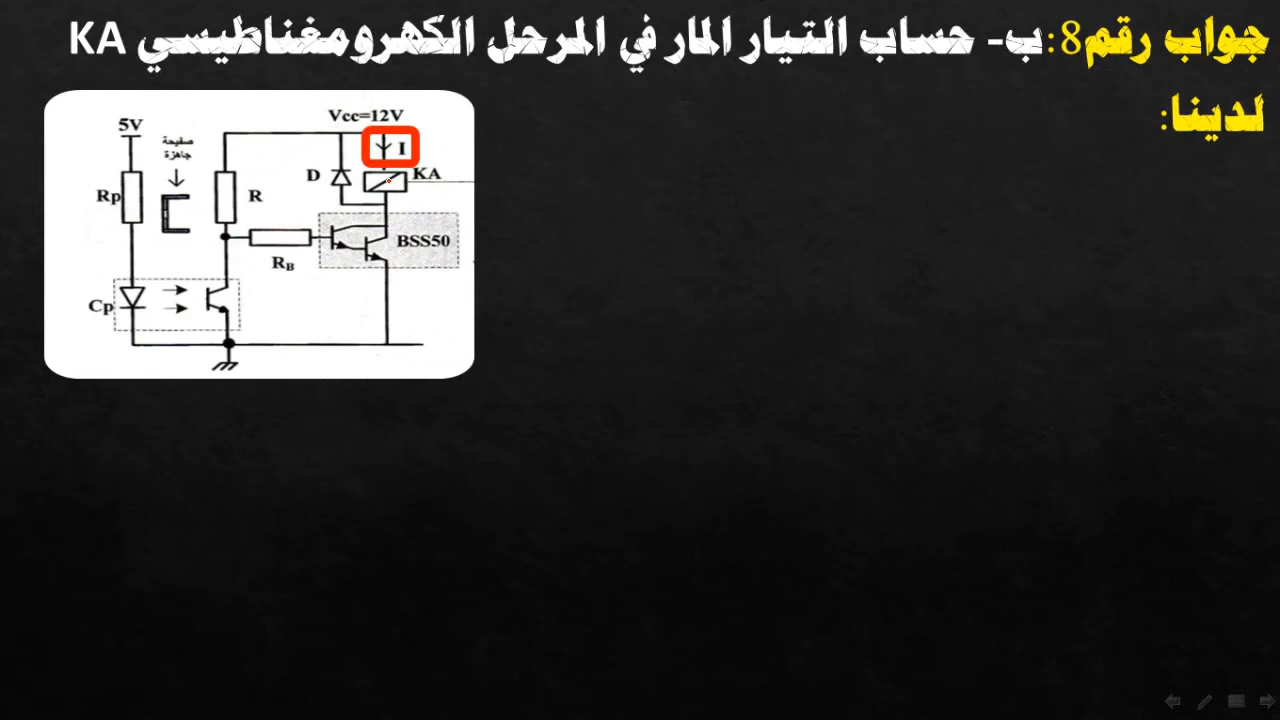 جواب رقم8:ب- حساب التيار المار في المرحل الكهرومغناطيسي KA
لدينا:
Vcc=12V
5V
صفيحة
جاهزة
I
D
KA
Rp
R
BSS50
RB
Cp